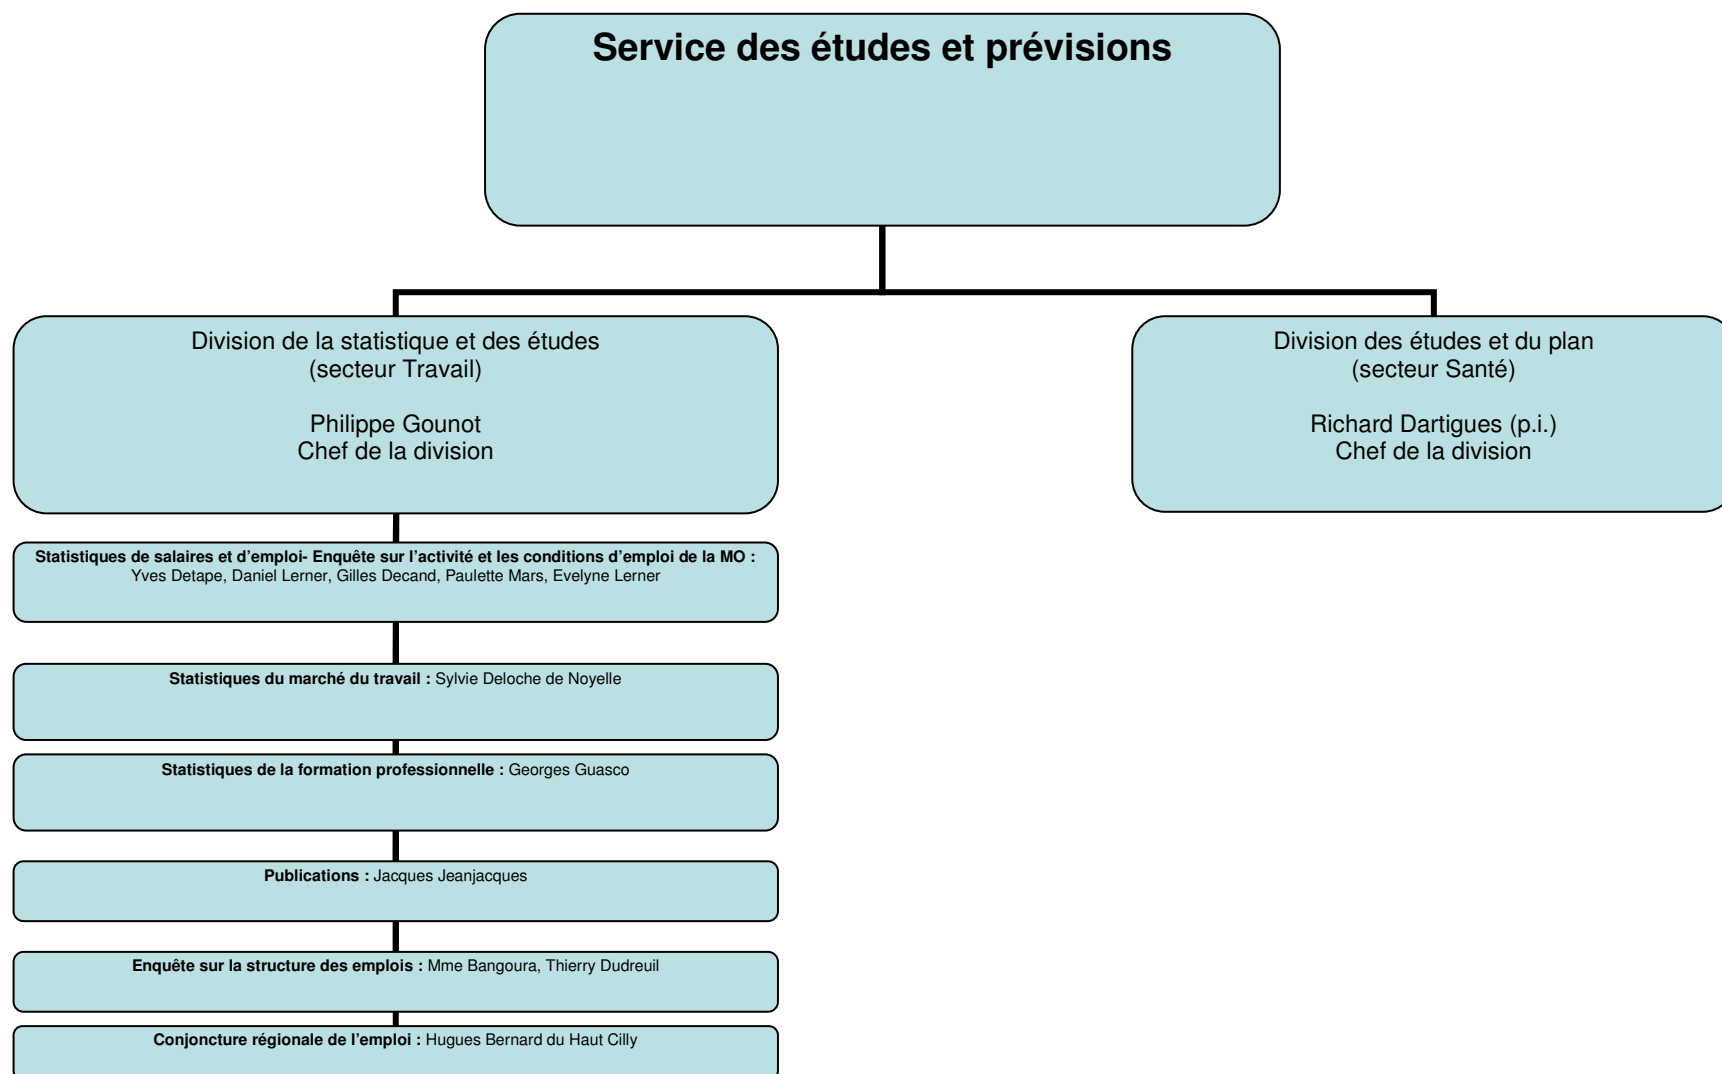 Service des études et prévisions
Division de la statistique et des études
(secteur Travail)
Philippe Gounot
Chef de la division
Division des études et du plan
(secteur Santé)
Richard Dartigues (p.i.)
Chef de la division
Statistiques de salaires et d’emploi- Enquête sur l’activité et les conditions d’emploi de la MO :
Yves Detape, Daniel Lerner, Gilles Decand, Paulette Mars, Evelyne Lerner
Statistiques du marché du travail : Sylvie Deloche de Noyelle
Statistiques de la formation professionnelle : Georges Guasco
Publications : Jacques Jeanjacques
Enquête sur la structure des emplois : Mme Bangoura, Thierry Dudreuil
Conjoncture régionale de l’emploi : Hugues Bernard du Haut Cilly